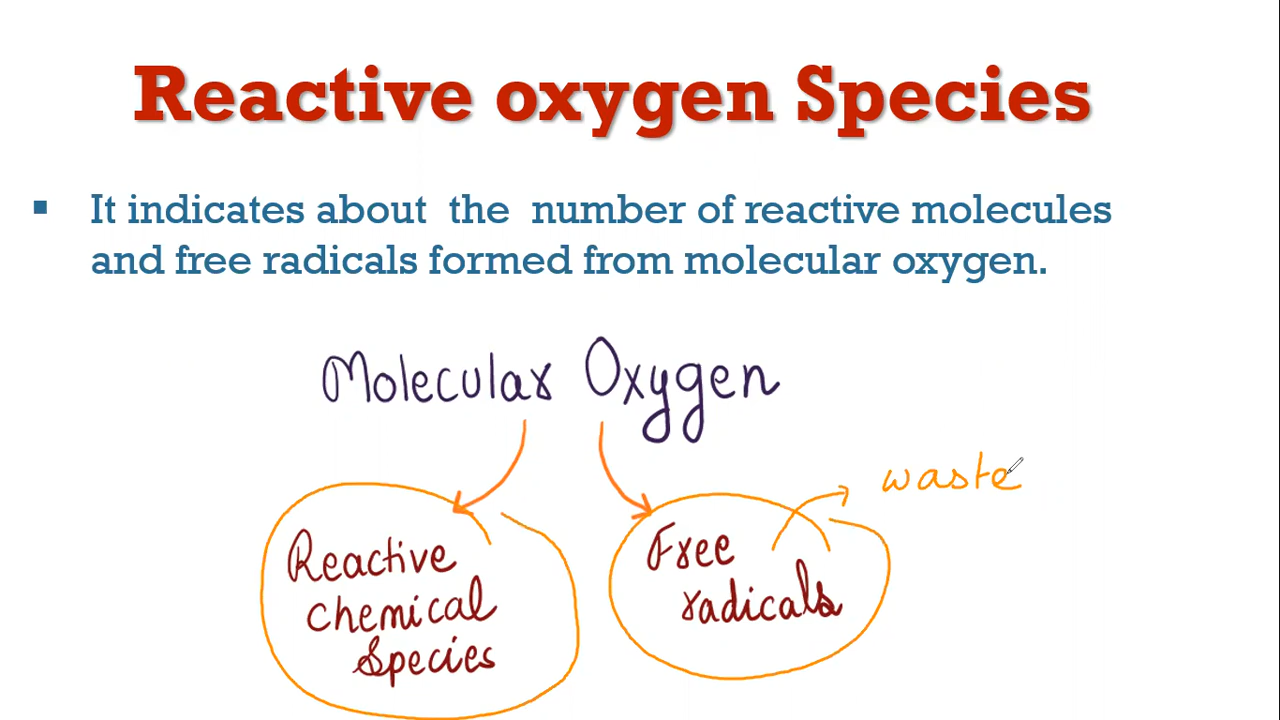 Reactive oxygen Species
▪ It indicates about the number of reactive molecules
and free radicals formed from molecular oxygen.
Molecular Oxygen
waste
Reactive
chemical
Species
Free
radicals